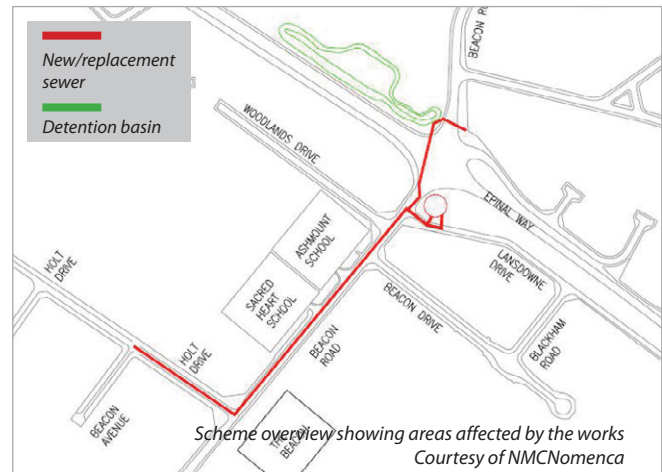 New/replacement
sewer
Detention basin
BEACON RO
WOODLANDS DRIVE
EPINAL WAY
ASHMOUNT
SCHOOL
LANSDOWNE
DRIVE
HOLT
DRIVE
SACRED
HEART
SCHOOL
BEACON DRIVE
BLACKHAM
ROAD
BEACON
ROAD
HOLT
DRIVE
BEACON
AVENUE
THE
BEACON
Scheme overview showing areas affected by the works
Courtesy of NMCNomenca